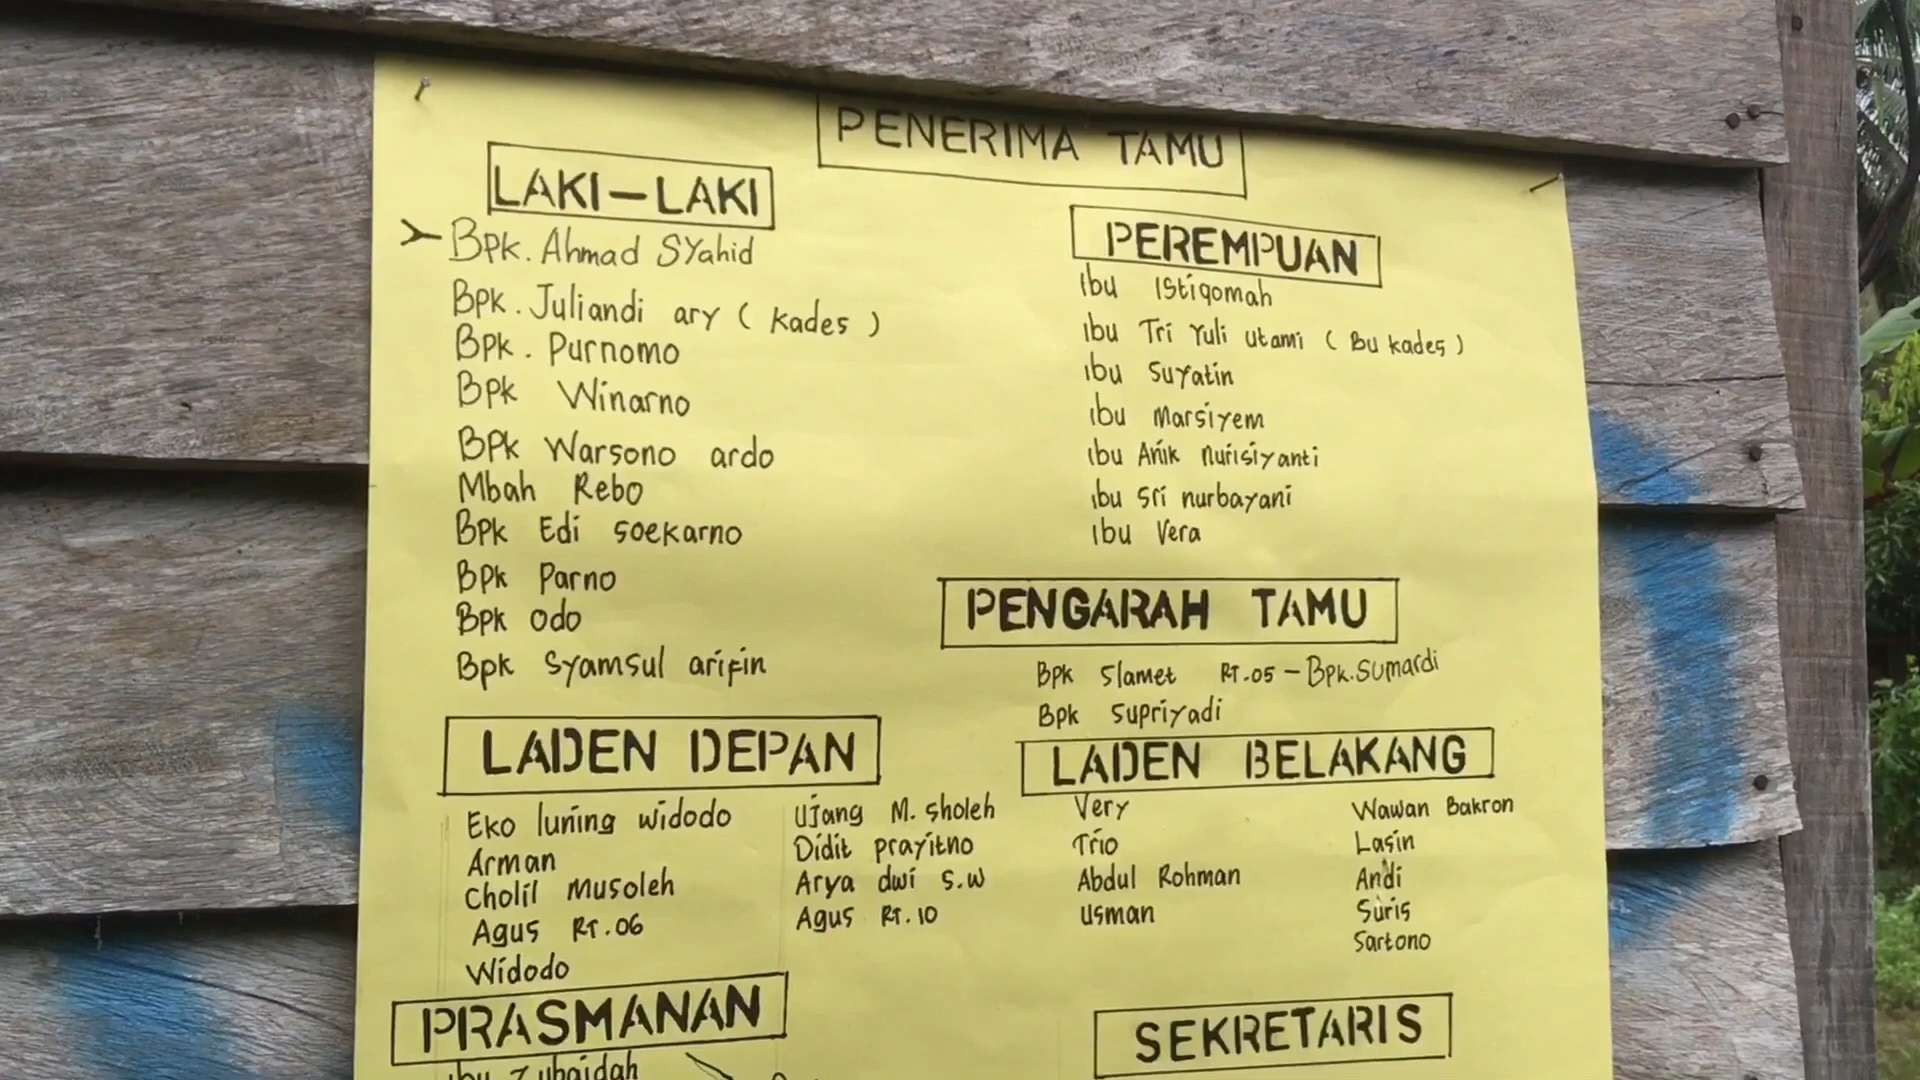 PENERIMA TAMU
LAKI-LAKI
Bpk. Ahmad Syahid
Bpk. Juliandi ary ( Kades )
Bpk. Purnomo
Bpk Winarno
Bpk Warsono ardo
Mbah Rebo
Bpk Edi soekarno
Bpk Parno
Bpk odo
Bpk Syamsul arifin
PEREMPUAN
ibu Istiqomah
ibu Tri Yuli utami ( Bu kades )
ibu Suyatin
ibu Marsiyem
ibu Anik nurisiyanti
ibu sri nurbayani
ibu Vera
PENGARAH TAMU
Bpk Slamet RT.05 - Bpk.Sumardi
Bpk Supriyadi
LADEN DEPAN
Eko luning widodo
Arman
Cholil Musoleh
Agus RT.06
Widodo
Ujang M. Sholeh
Didit prayitno
Arya dwi S.W
Agus RT.10
LADEN BELAKANG
Very
Trio
Abdul Rohman
Usman
Wawan Bakron
Lasin
Andi
Suris
Sartono
PRASMANAN
ibu Zubaidah
SEKRETARIS